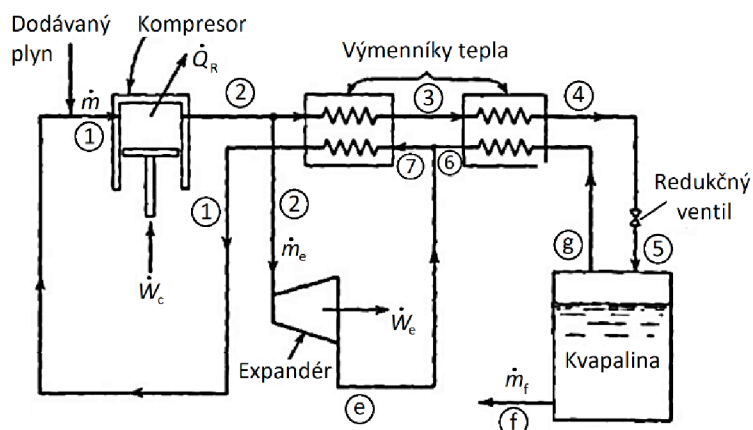 Dodávaný
plyn
Kompresor
Q̇R
Výmenníky tepla
ṁ
1
2
3
4
1
2
7
6
Redukčný
ventil
g
5
Ẇc
ṁe
Ẇe
Expandér
Kvapalina
e
ṁf
f